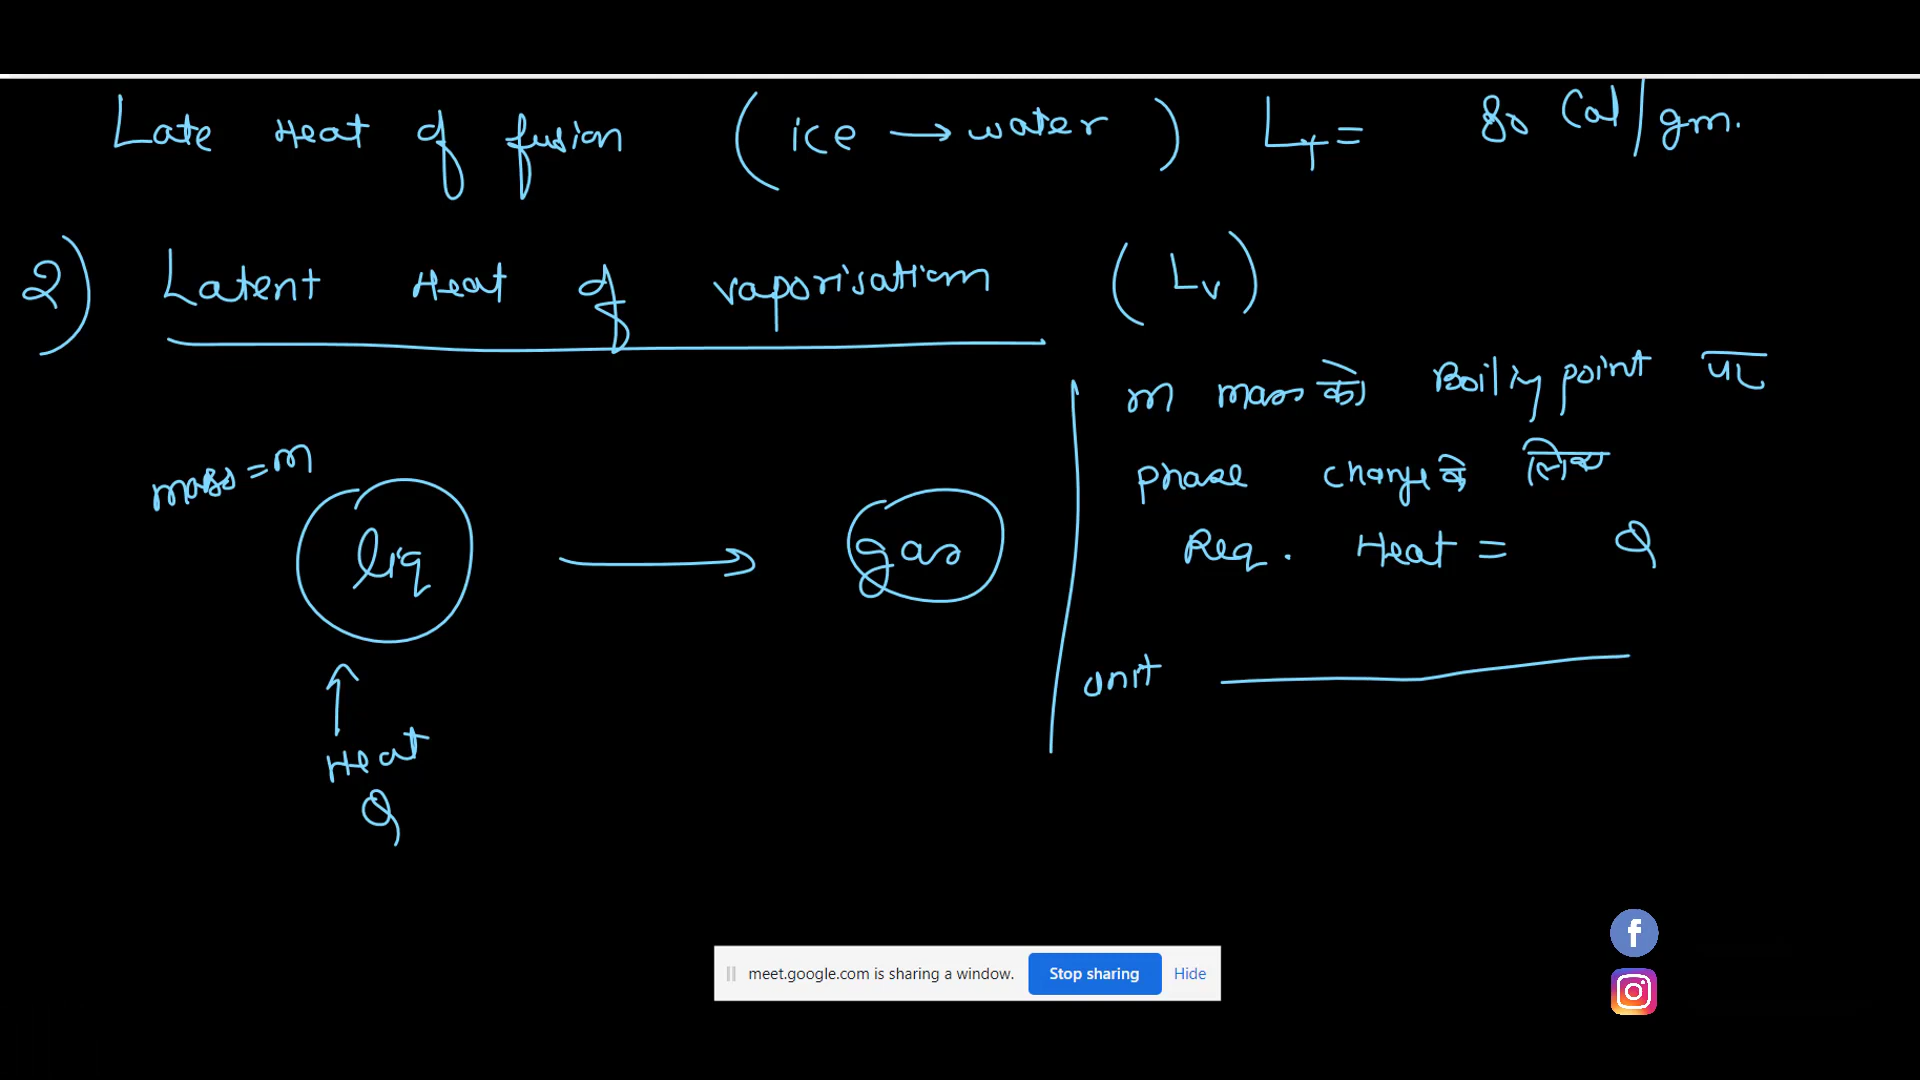 Late Heat of fusion (ice → water) Lf = 80 Cal/gm.
2) Latent Heat of vaporisation (Lv)
mass = m
liq → gas
Heat
Q
m mass को Boiling point पर
phase change के लिए
Req. Heat = Q
unit
meet.google.com is sharing a window. Stop sharing Hide